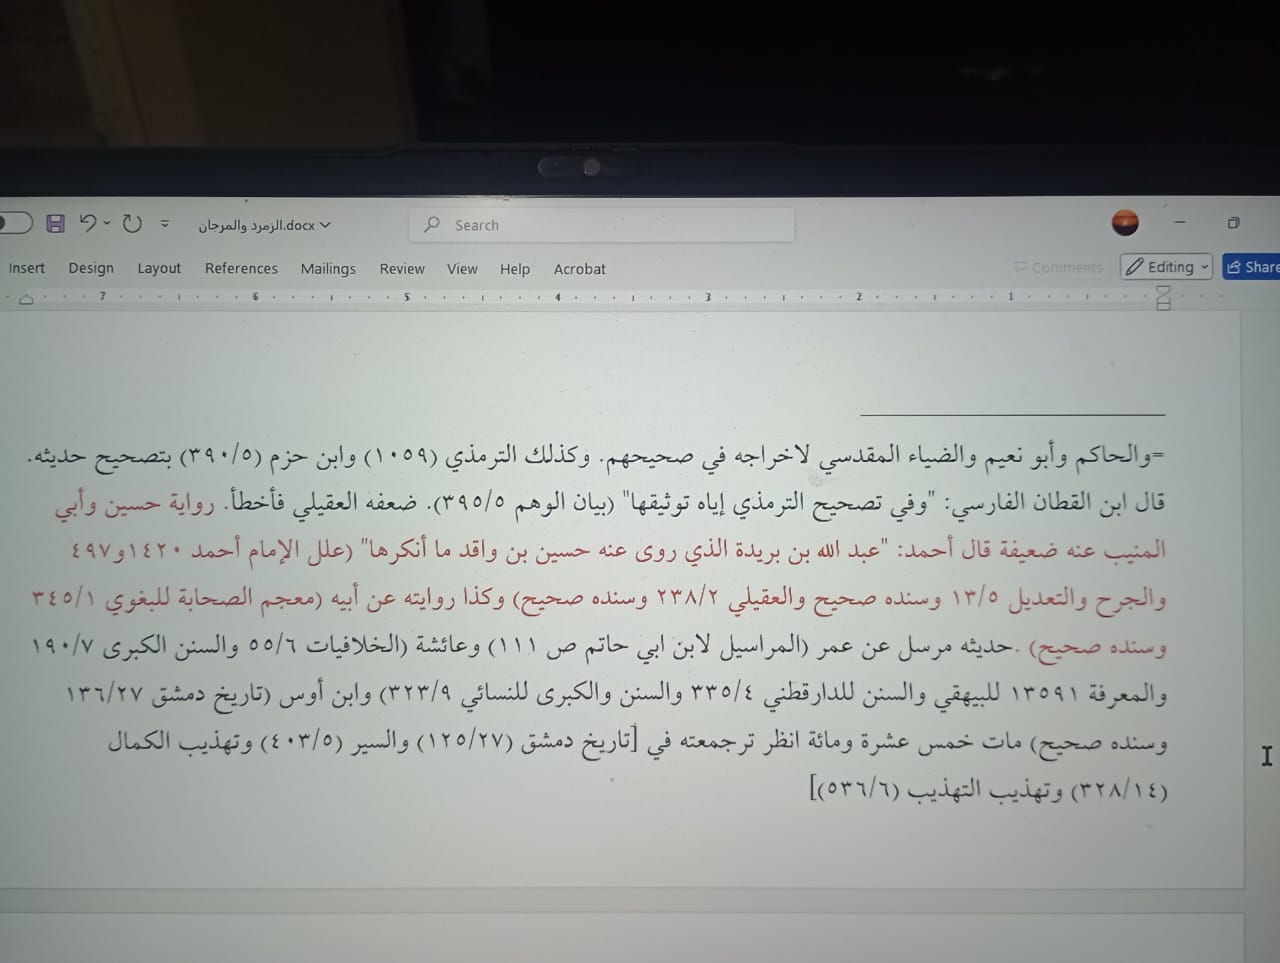 الزمرد والمرجان.docx
Search
Insert Design Layout References Mailings Review View Help Acrobat
Comments Editing Share
7 6 5 4 3 2 1
=والحاكم وأبو نعيم والضياء المقدسي لاخراجه في صحيحهم. وكذلك الترمذي (١٠٥٩) وابن حزم (٣٩٠/٥) بتصحيح حديثه.
قال ابن القطان الفارسي: "وفي تصحيح الترمذي إياه توثيقها" (بيان الوهم ٣٩٥/٥). ضعفه العقيلي فأخطأ. رواية حسين وأبي
المنيب عنه ضعيفة قال أحمد: "عبد الله بن بريدة الذي روى عنه حسين بن واقد ما أنكرها" (علل الإمام أحمد ١٤٢٠ و٤٩٧
والجرح والتعديل ١٣/٥ وسنده صحيح والعقيلي ٢٣٨/٢ وسنده صحيح) وكذا روايته عن أبيه (معجم الصحابة للبغوي ٣٤٥/١
وسنده صحيح) .حديثه مرسل عن عمر (المراسيل لابن ابي حاتم ص ١١١) وعائشة (الخلافيات ٥٥/٦ والسنن الكبرى ١٩٠/٧
والمعرفة ١٣٥٩١ للبيهقي والسنن للدارقطني ٣٣٥/٤ والسنن والكبرى للنسائي ٣٢٣/٩) وابن أوس (تاريخ دمشق ١٣٦/٢٧
وسنده صحيح) مات خمس عشرة ومائة انظر ترجمعته في [تاريخ دمشق (١٢٥/٢٧) والسير (٤٠٣/٥) وتهذيب الكمال
(٣٢٨/١٤) وتهذيب التهذيب (٥٣٦/٦)]